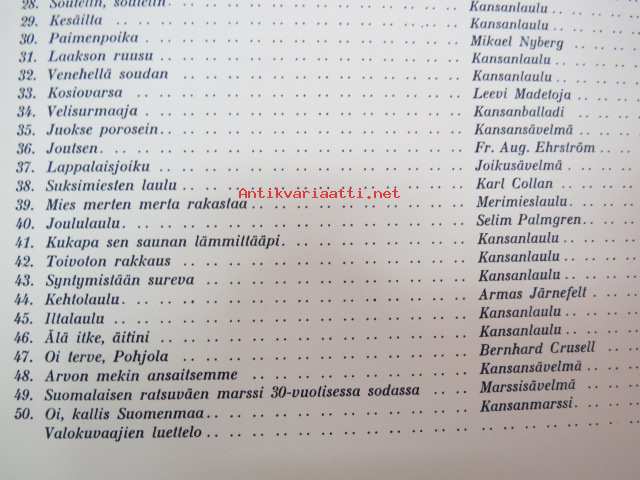 28. Soutelin, soutelin . . . . . . Kansanlaulu . .
29. Kesäilla . . . . . . Kansanlaulu . .
30. Paimenpoika . . . . . . Mikael Nyberg . .
31. Laakson ruusu . . . . . . Kansanlaulu . .
32. Venehellä soudan . . . . . . Kansanlaulu . .
33. Kosiovarsa . . . . . . Leevi Madetoja . .
34. Velisurmaaja . . . . . . Kansanballadi . .
35. Juokse porosein . . . . . . Kansansävelmä . .
36. Joutsen . . . . . . Fr. Aug. Ehrström . .
37. Lappalaisjoiku . . . . . . Joikusävelmä . .
38. Suksimiesten laulu . . . . . . Karl Collan . .
Antikvariaatti.net
39. Mies merten merta rakastaa . . . . . . Merimieslaulu . .
40. Joululaulu . . . . . . Selim Palmgren . .
41. Kukapa sen saunan lämmittääpi . . . . . . Kansanlaulu . .
42. Toivoton rakkaus . . . . . . Kansanlaulu . .
43. Syntymistään sureva . . . . . . Kansanlaulu . .
44. Kehtolaulu . . . . . . Armas Järnefelt . .
45. Iltalaulu . . . . . . Kansanlaulu . .
46. Älä itke, äitini . . . . . . Kansanlaulu . .
47. Oi terve, Pohjola . . . . . . Bernhard Crusell . .
48. Arvon mekin ansaitsemme . . . . . . Kansansävelmä . .
49. Suomalaisen ratsuväen marssi 30-vuotisessa sodassa . . . Marssisävelmä . .
50. Oi, kallis Suomenmaa . . . . . . Kansanmarssi . .
Valokuvaajien luettelo . . . . . .